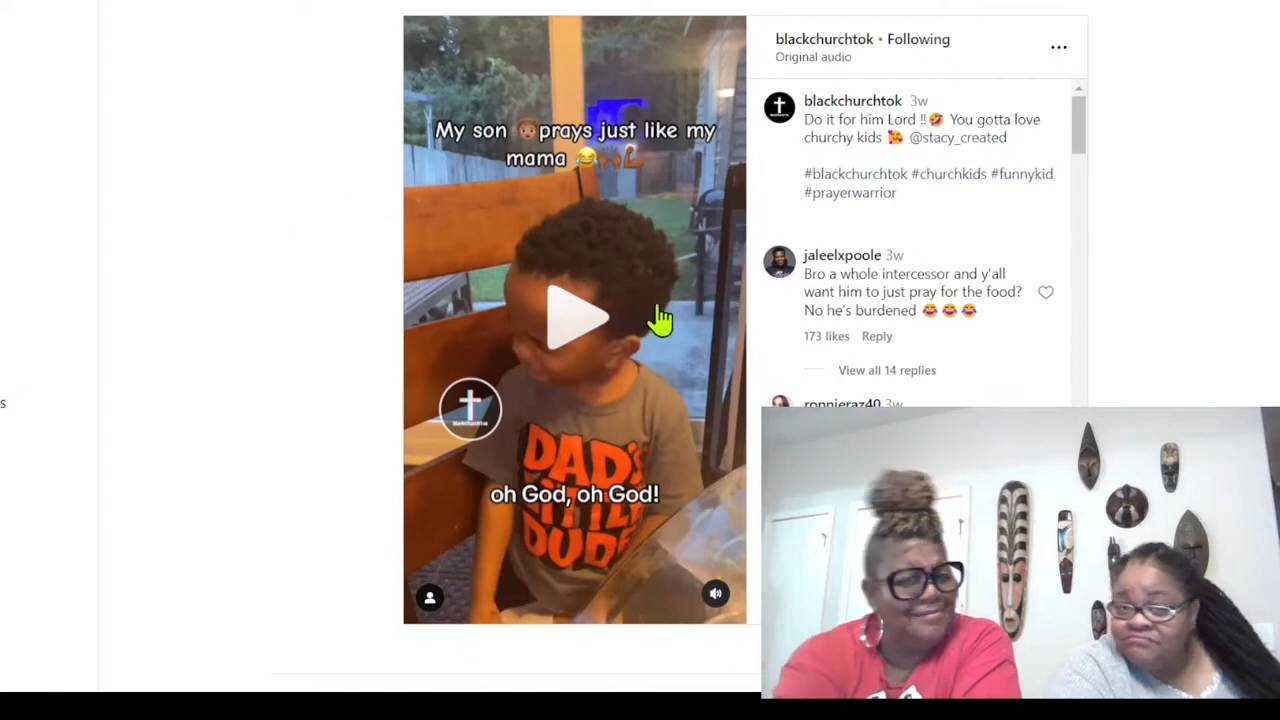 My son 👦🏽prays just like my
mama 😂🙌🏾💪🏾
DAD'S
LITTLE
DUDE
oh God, oh God!
blackchurchtok • Following
Original audio
blackchurchtok 3w
Do it for him Lord !!🤣 You gotta love
churchy kids 🥰 @stacy_created
#blackchurchtok #churchkids #funnykid
#prayerwarrior
jaleelxpoole 3w
Bro a whole intercessor and y'all
want him to just pray for the food?
No he's burdened 😂😂😂
173 likes Reply
View all 14 replies
ronnieraz40 3w
s